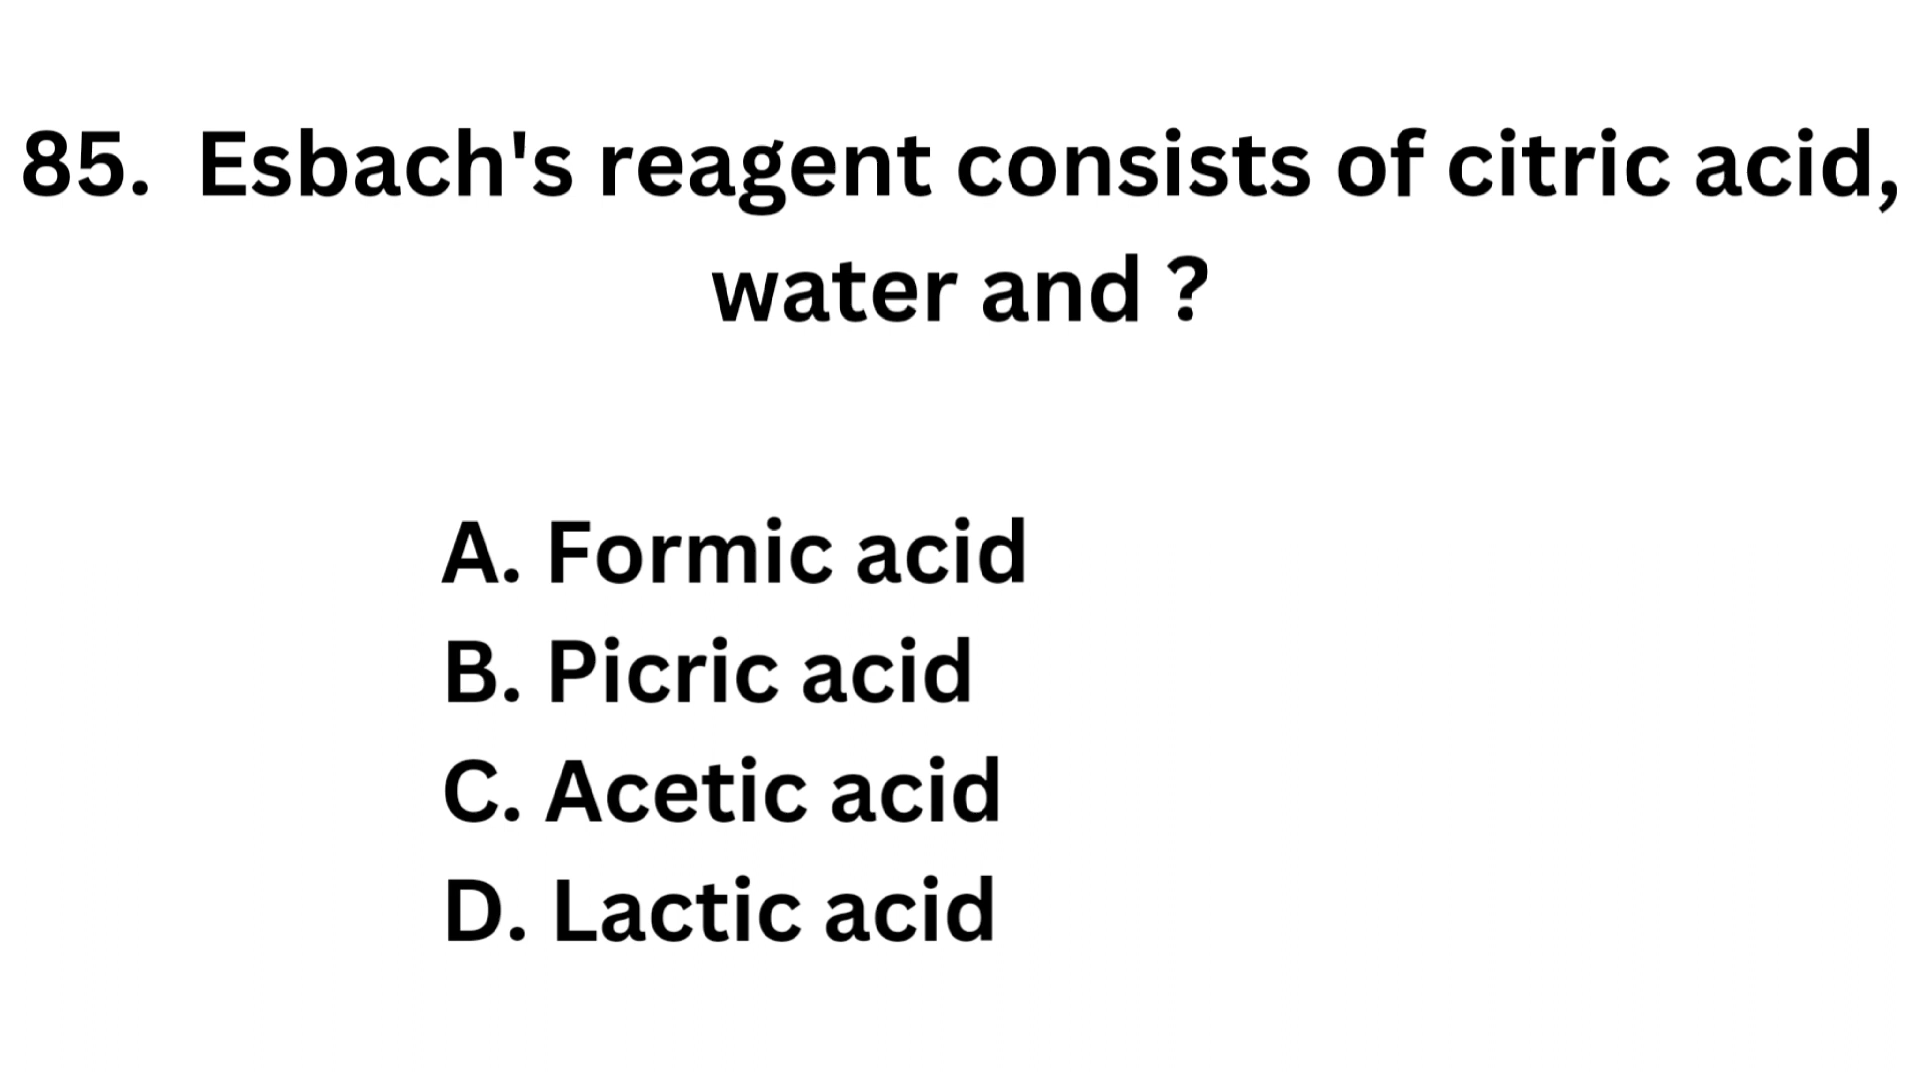 85. Esbach's reagent consists of citric acid,
water and ?
A. Formic acid
B. Picric acid
C. Acetic acid
D. Lactic acid